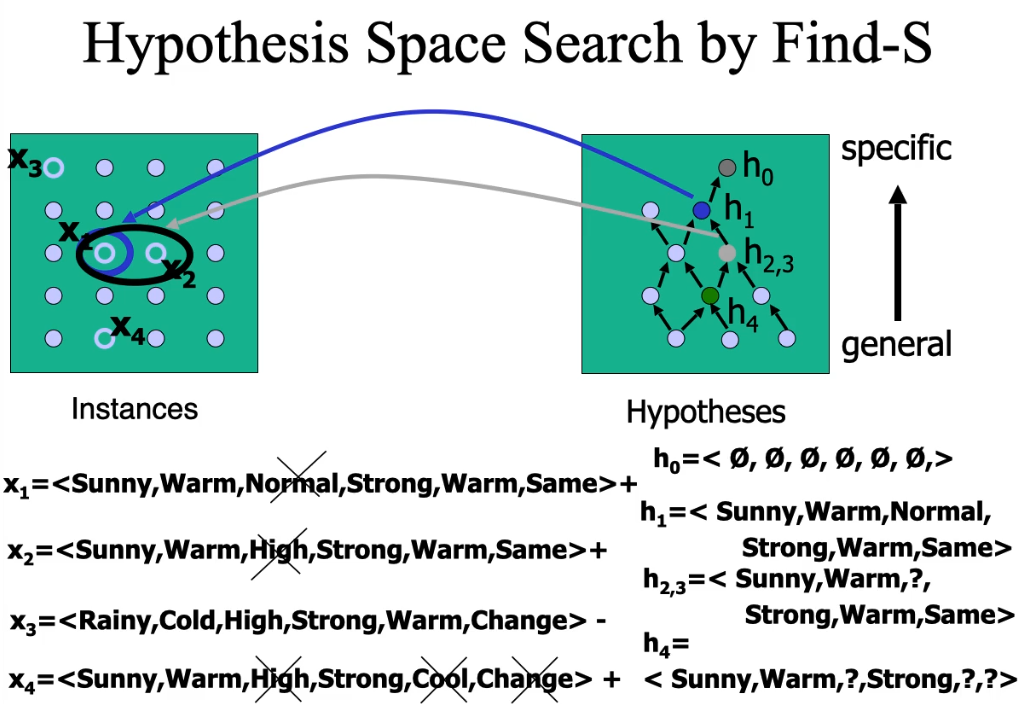 Hypothesis Space Search by Find-S
x3
x1
x2
x4
h0
h1
h2,3
h4
specific
general
Instances
Hypotheses
x1=<Sunny,Warm,Normal,Strong,Warm,Same>+
x2=<Sunny,Warm,High,Strong,Warm,Same>+
x3=<Rainy,Cold,High,Strong,Warm,Change> -
x4=<Sunny,Warm,High,Strong,Cool,Change> +
h0=< Ø, Ø, Ø, Ø, Ø, Ø,>
h1=< Sunny,Warm,Normal,
Strong,Warm,Same>
h2,3=< Sunny,Warm,?,
Strong,Warm,Same>
h4=
< Sunny,Warm,?,Strong,?,?>